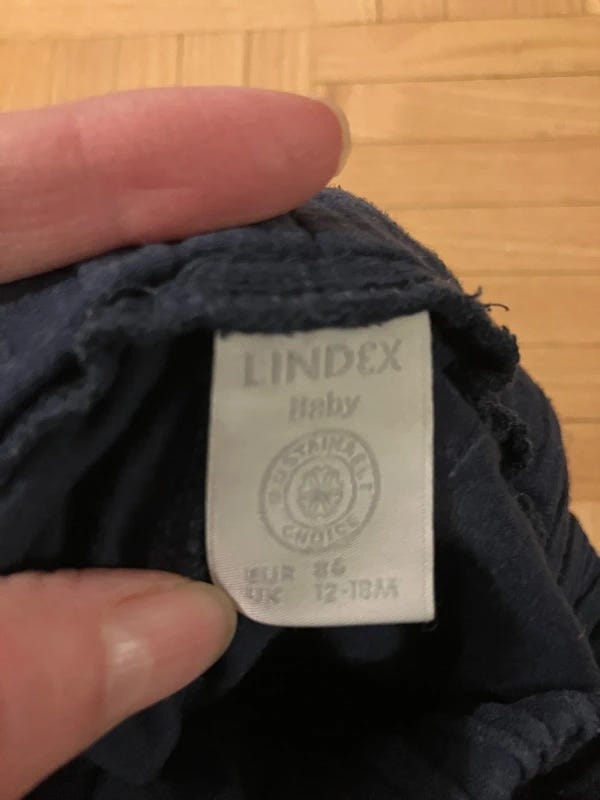 LINDEX
Baby
SUSTAINABLE
CHOICE
EUR 86
UK 12-18M